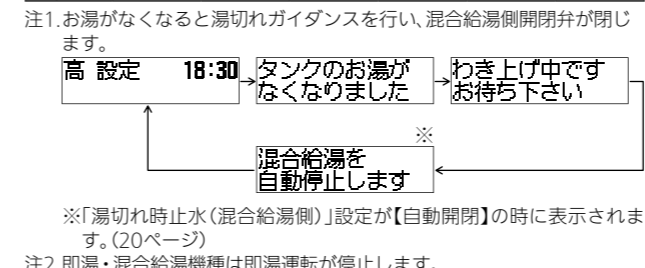 注1.お湯がなくなると湯切れガイダンスを行い、混合給湯側開閉弁が閉じ
ます。
高 設定 18:30
タンクのお湯が
なくなりました
わき上げ中です
お待ち下さい
※
混合給湯を
自動停止します
※「湯切れ時止水(混合給湯側)」設定が【自動開閉】の時に表示されま
す。(20ページ)
注2.即湯・混合給湯機種は即湯運転が停止します。